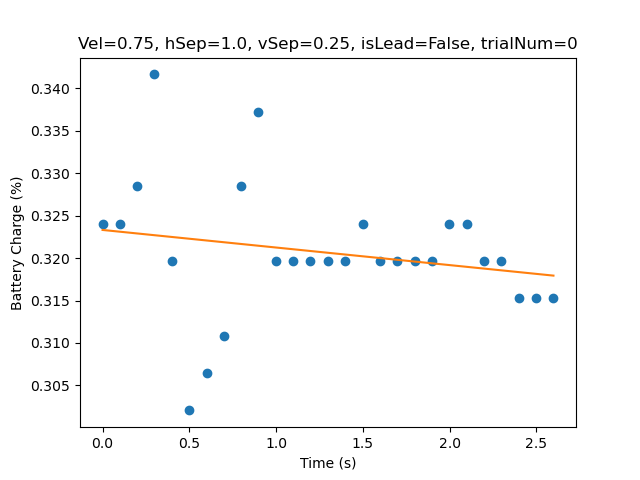 Vel=0.75, hSep=1.0, vSep=0.25, isLead=False, trialNum=0
0.340
0.335
0.330
0.325
0.320
0.315
0.310
0.305
Battery Charge (%)
0.0 0.5 1.0 1.5 2.0 2.5
Time (s)